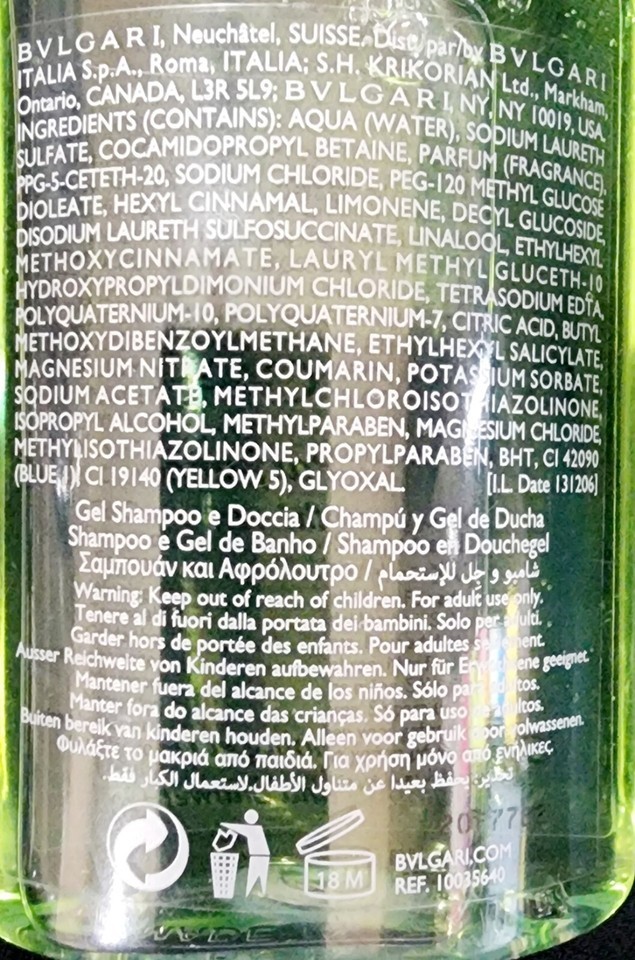 BVLGARI, Neuchâtel, SUISSE. Dist. par/by BVLGARI
ITALIA S.p.A., Roma, ITALIA; S.H. KRIKORIAN Ltd., Markham,
Ontario, CANADA, L3R 5L9; BVLGARI, NY, NY 10019, USA.
INGREDIENTS (CONTAINS): AQUA (WATER), SODIUM LAURETH
SULFATE, COCAMIDOPROPYL BETAINE, PARFUM (FRAGRANCE),
PPG-5-CETETH-20, SODIUM CHLORIDE, PEG-120 METHYL GLUCOSE
DIOLEATE, HEXYL CINNAMAL, LIMONENE, DECYL GLUCOSIDE,
DISODIUM LAURETH SULFOSUCCINATE, LINALOOL, ETHYLHEXYL
METHOXYCINNAMATE, LAURYL METHYL GLUCETH-10
HYDROXYPROPYLDIMONIUM CHLORIDE, TETRASODIUM EDTA,
POLYQUATERNIUM-10, POLYQUATERNIUM-7, CITRIC ACID, BUTYL
METHOXYDIBENZOYLMETHANE, ETHYLHEXYL SALICYLATE,
MAGNESIUM NITRATE, COUMARIN, POTASSIUM SORBATE,
SODIUM ACETATE, METHYLCHLOROISOTHIAZOLINONE,
ISOPROPYL ALCOHOL, METHYLPARABEN, MAGNESIUM CHLORIDE,
METHYLISOTHIAZOLINONE, PROPYLPARABEN, BHT, CI 42090
(BLUE 1), CI 19140 (YELLOW 5), GLYOXAL. [I.L. Date 131206]
Gel Shampoo e Doccia / Champú y Gel de Ducha
Shampoo e Gel de Banho / Shampoo en Douchegel
Σαμπουάν και Αφρόλουτρο / شامبو و جل للإستحمام
Warning: Keep out of reach of children. For adult use only.
Tenere al di fuori dalla portata dei bambini. Solo per adulti.
Garder hors de portée des enfants. Pour adultes seulement.
Ausser Reichweite von Kinderen aufbewahren. Nur für Erwachsene geeignet.
Mantener fuera del alcance de los niños. Sólo para adultos.
Manter fora do alcance das crianças. Só para uso de adultos.
Buiten bereik van kinderen houden. Alleen voor gebruik door volwassenen.
Φυλάξτε το μακριά από παιδιά. Για χρήση μόνο από ενήλικες.
تحذير: يحفظ بعيدا عن متناول الأطفال. لاستعمال الكبار فقط.
18 M
BVLGARI.COM
REF. 10035640